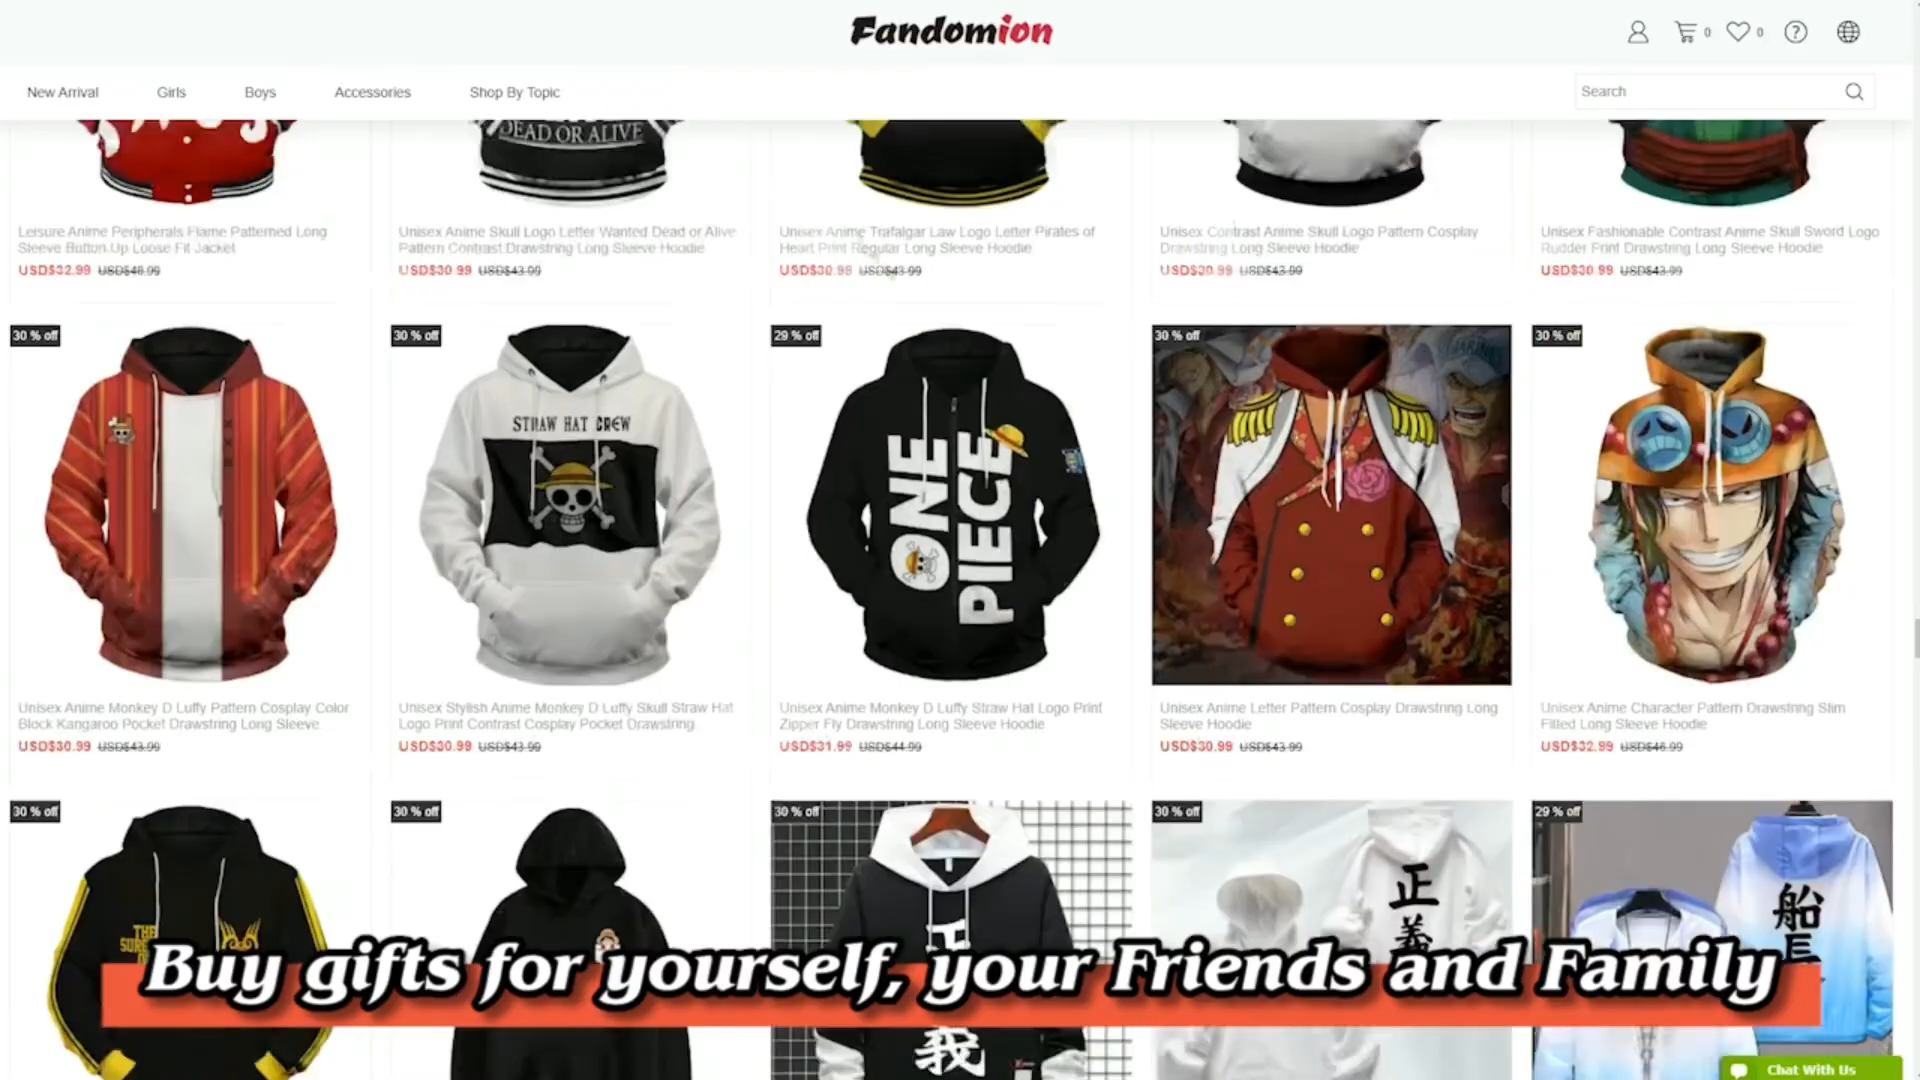 Fandomion
0
0
New Arrival
Girls
Boys
Accessories
Shop By Topic
Search
DEAD OR ALIVE
Leisure Anime Peripherals Flame Patterned Long
Sleeve Button Up Loose Fit Jacket
USD$32.99 USD$46.99
Unisex Anime Skull Logo Letter Wanted Dead or Alive
Pattern Contrast Drawstring Long Sleeve Hoodie
USD$30.99 USD$43.99
Unisex Anime Trafalgar Law Logo Letter Pirates of
Heart Print Regular Long Sleeve Hoodie
USD$30.99 USD$43.99
Unisex Contrast Anime Skull Logo Pattern Cosplay
Drawstring Long Sleeve Hoodie
USD$30.99 USD$43.99
Unisex Fashionable Contrast Anime Skull Sword Logo
Rudder Print Drawstring Long Sleeve Hoodie
USD$30.99 USD$43.99
30 % off
30 % off
29 % off
30 % off
30 % off
STRAW HAT CREW
ONE
PIECE
Unisex Anime Monkey D Luffy Pattern Cosplay Color
Block Kangaroo Pocket Drawstring Long Sleeve
USD$30.99 USD$43.99
Unisex Stylish Anime Monkey D Luffy Skull Straw Hat
Logo Print Contrast Cosplay Pocket Drawstring
USD$30.99 USD$43.99
Unisex Anime Monkey D Luffy Straw Hat Logo Print
Zipper Fly Drawstring Long Sleeve Hoodie
USD$31.99 USD$44.99
Unisex Anime Letter Pattern Cosplay Drawstring Long
Sleeve Hoodie
USD$30.99 USD$43.99
Unisex Anime Character Pattern Drawstring Slim
Fitted Long Sleeve Hoodie
USD$32.99 USD$46.99
30 % off
30 % off
30 % off
30 % off
29 % off
THE
正
義
船
長
Buy gifts for yourself, your Friends and Family
我
Chat With Us